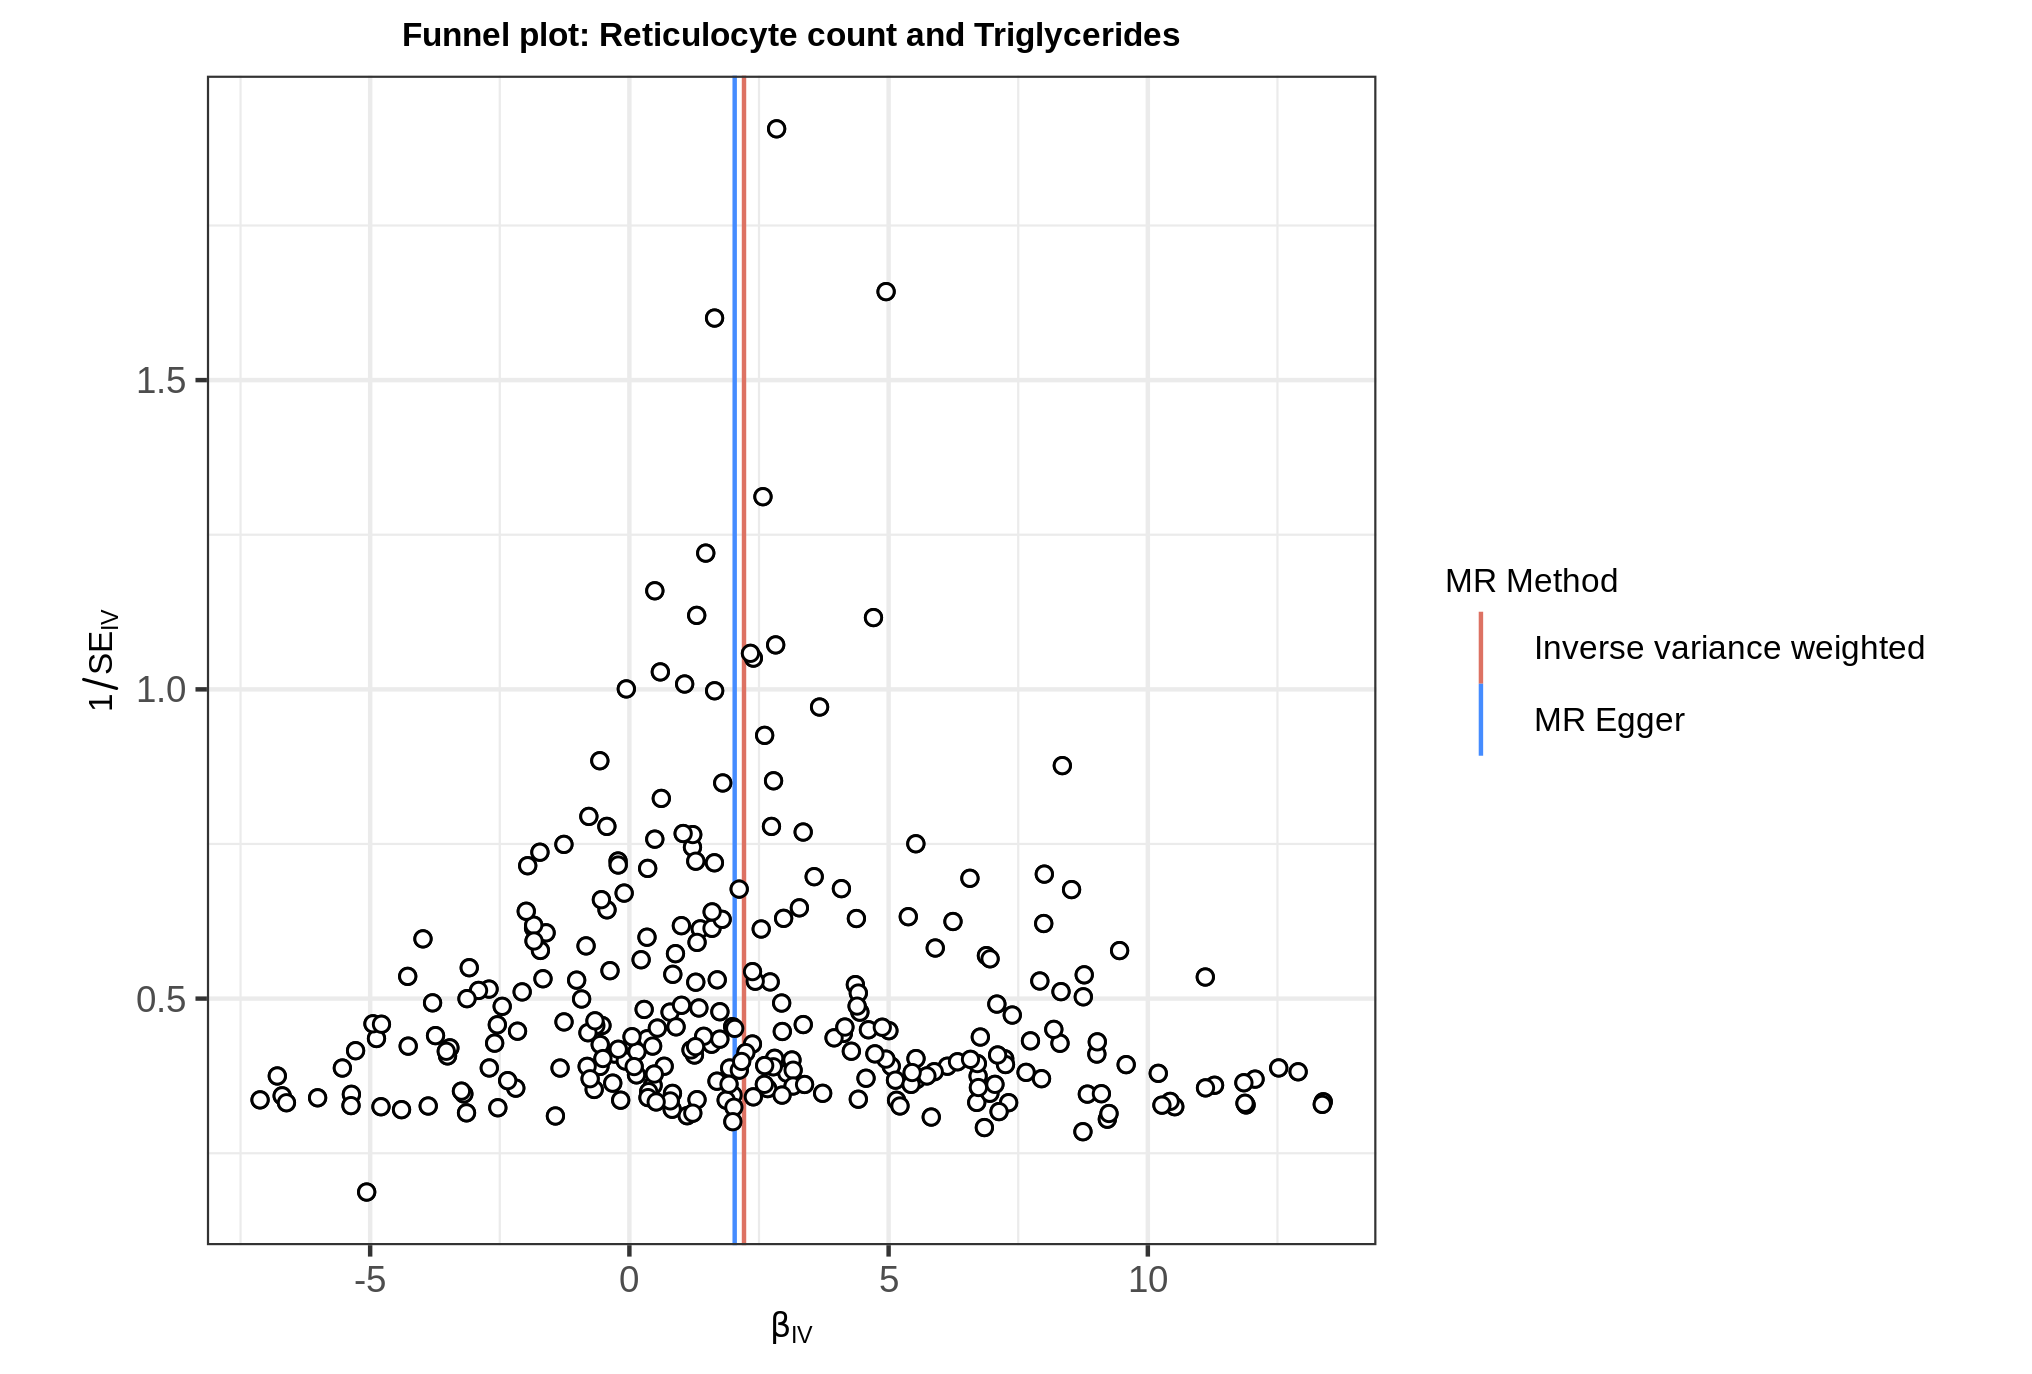 Funnel plot: Reticulocyte count and Triglycerides
1.5
1.0
0.5
1/SE_IV
-5 0 5 10
β_IV
MR Method
Inverse variance weighted
MR Egger